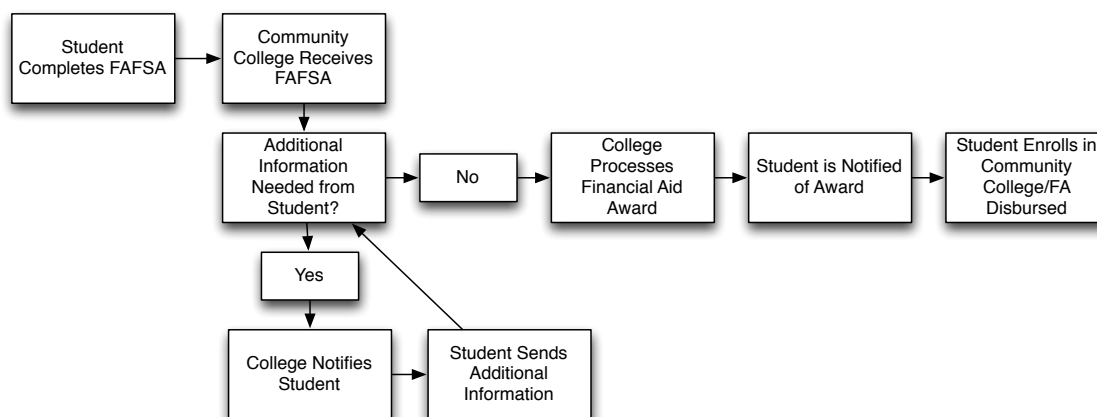 Student
Completes FAFSA
Community
College Receives
FAFSA
Additional
Information
Needed from
Student?
No
College
Processes
Financial Aid
Award
Student is Notified
of Award
Student Enrolls in
Community
College/FA
Disbursed
Yes
College Notifies
Student
Student Sends
Additional
Information